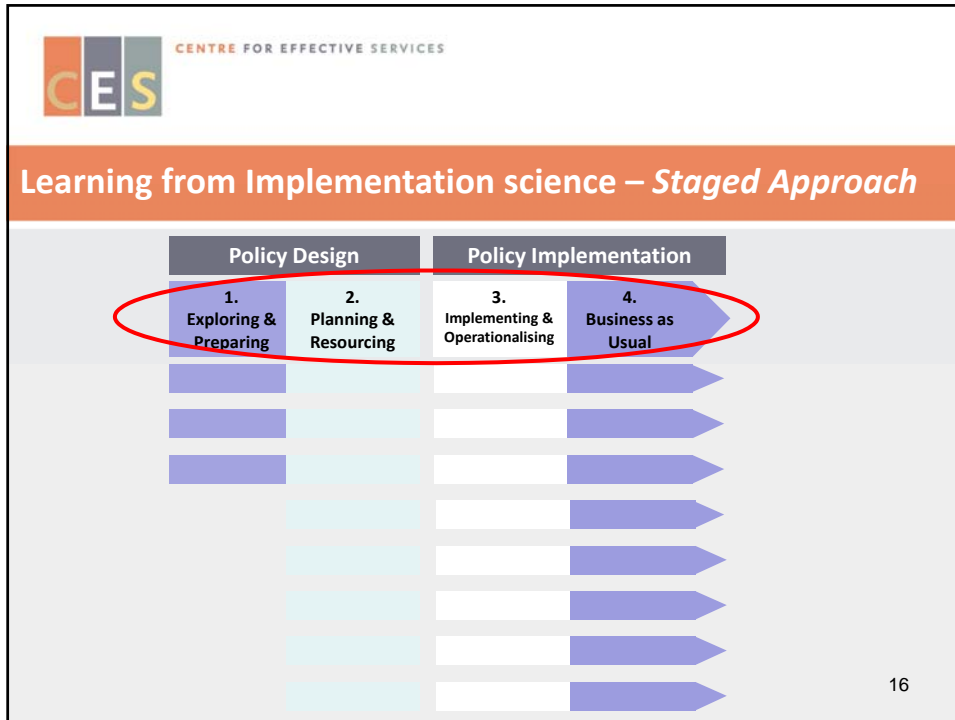 CENTRE FOR EFFECTIVE SERVICES
CES
Learning from Implementation science – Staged Approach
Policy Design
Policy Implementation
1.
Exploring &
Preparing
2.
Planning &
Resourcing
3.
Implementing &
Operationalising
4.
Business as
Usual
16